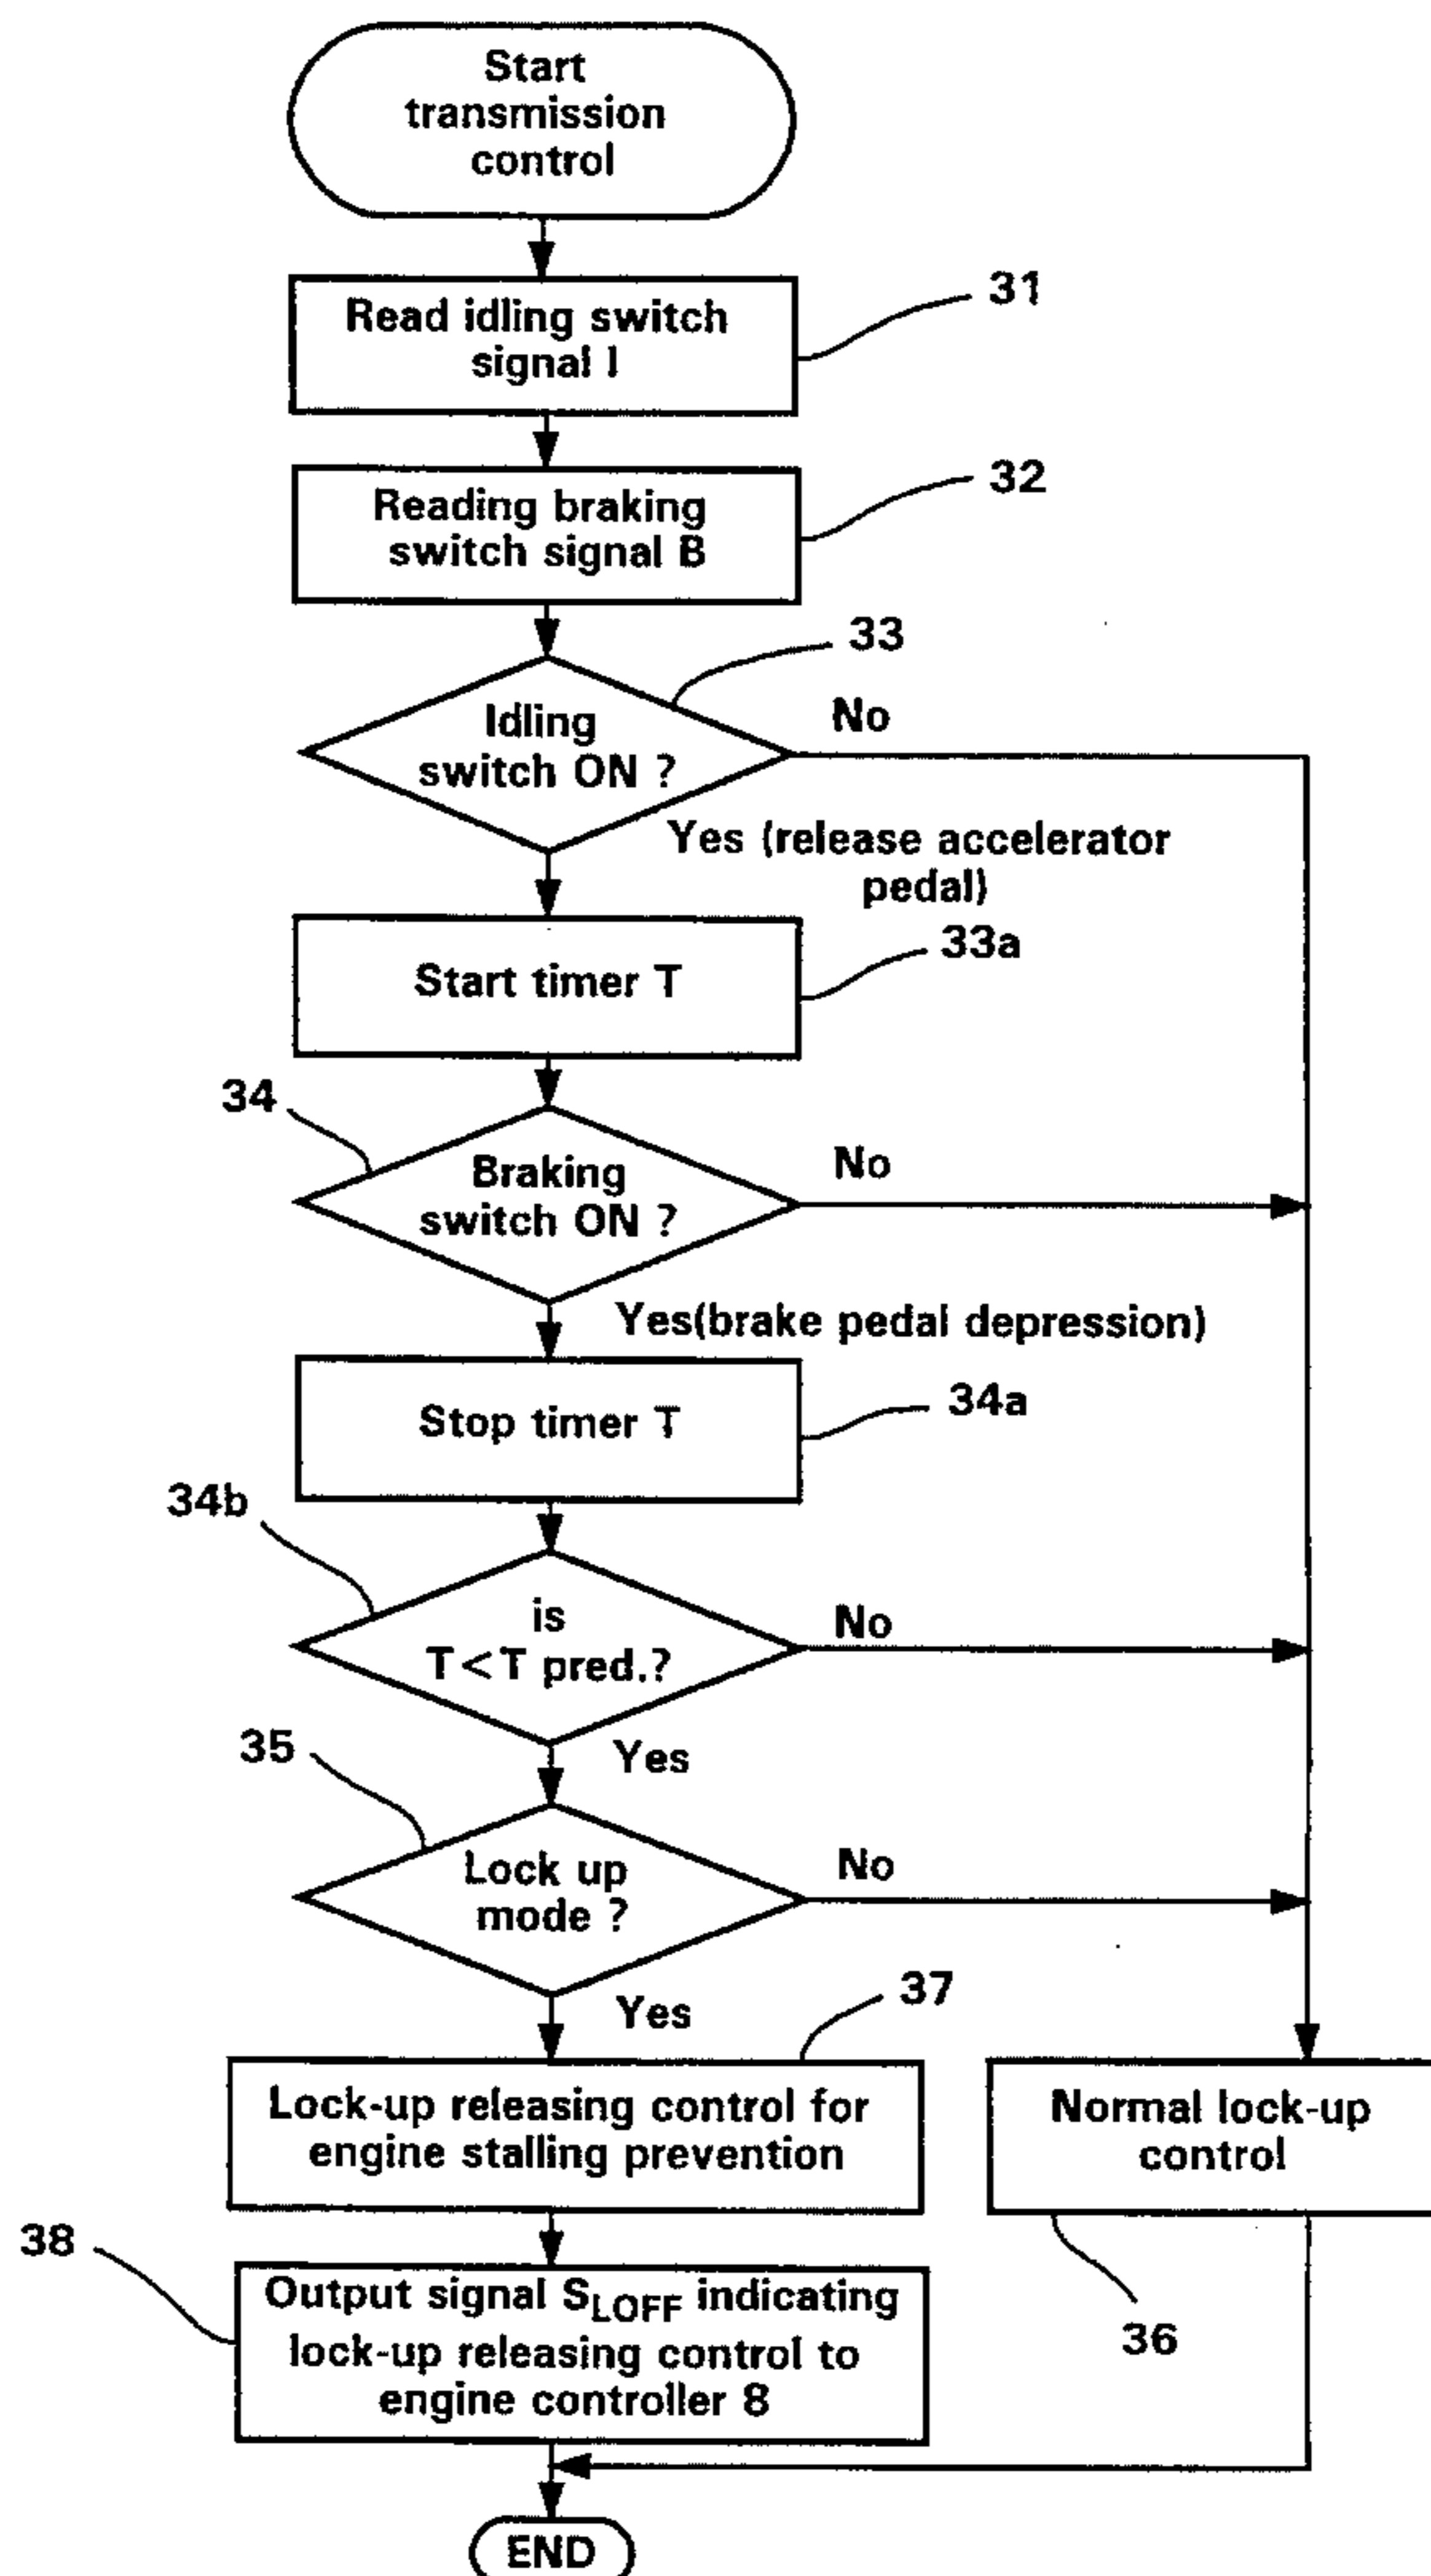 Start
transmission
control
31
Read idling switch
signal I
32
Reading braking
switch signal B
33
No
Idling
switch ON ?
Yes (release accelerator
pedal)
33a
Start timer T
34
No
Braking
switch ON ?
Yes(brake pedal depression)
34a
Stop timer T
34b
No
is
T<T pred.?
35
Yes
No
Lock up
mode ?
37
Yes
Lock-up releasing control for
engine stalling prevention
Normal lock-up
control
38
36
Output signal SLOFF indicating
lock-up releasing control to
engine controller 8
END